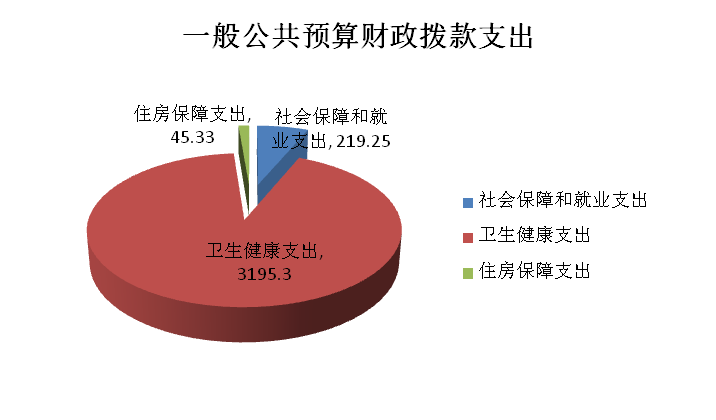 一般公共预算财政拨款支出
住房保障支出,
45.33
社会保障和就
业支出, 219.25
卫生健康支出,
3195.3
社会保障和就业支出
卫生健康支出
住房保障支出